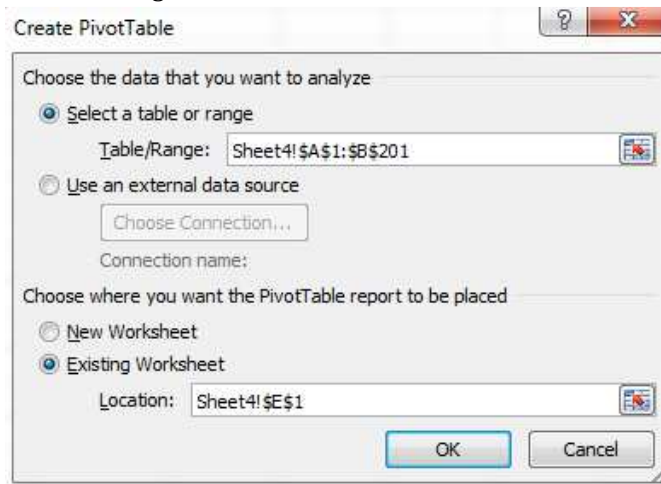 Create PivotTable
Choose the data that you want to analyze
Select a table or range
Table/Range: Sheet4!$A$1:$B$201
Use an external data source
Choose Connection...
Connection name:
Choose where you want the PivotTable report to be placed
New Worksheet
Existing Worksheet
Location: Sheet4!$E$1
OK Cancel